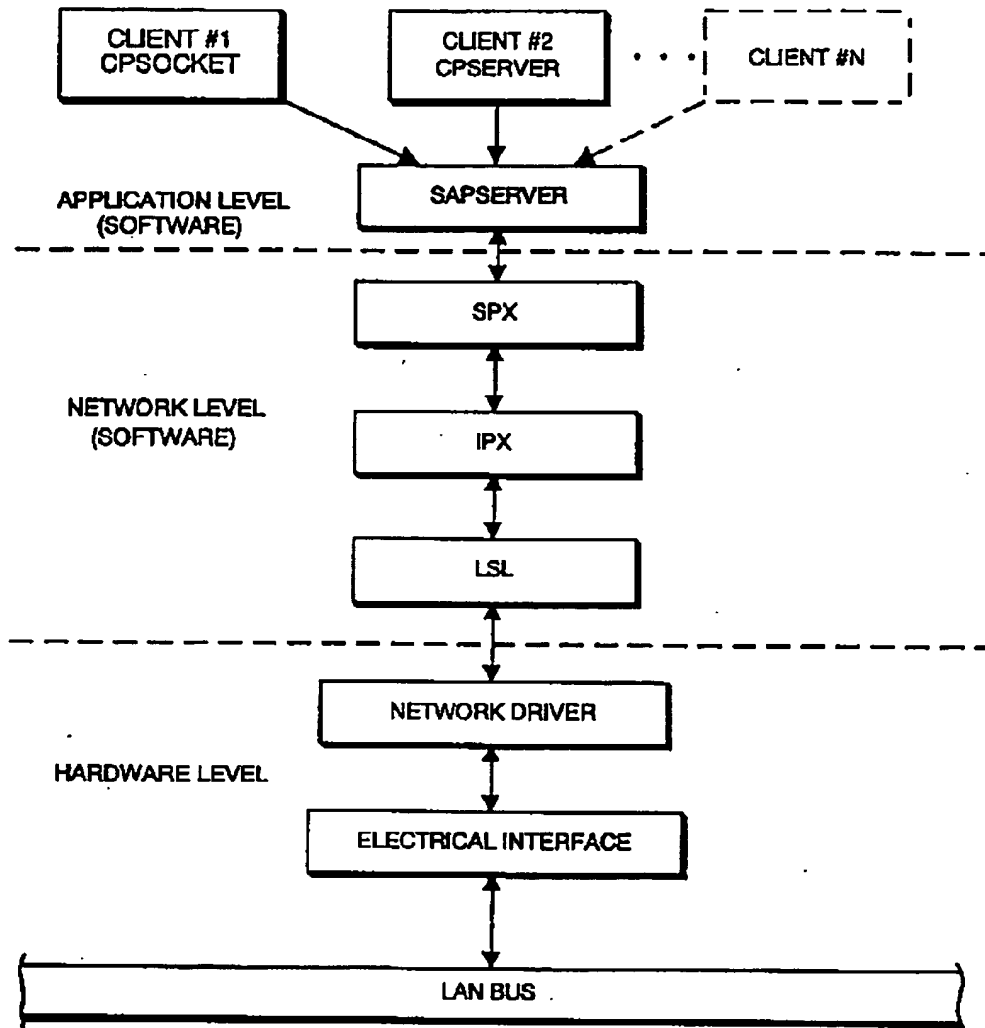 CLIENT #1
CPSOCKET
CLIENT #2
CPSERVER
CLIENT #N
SAPSERVER
APPLICATION LEVEL
(SOFTWARE)
SPX
NETWORK LEVEL
(SOFTWARE)
IPX
LSL
NETWORK DRIVER
HARDWARE LEVEL
ELECTRICAL INTERFACE
LAN BUS